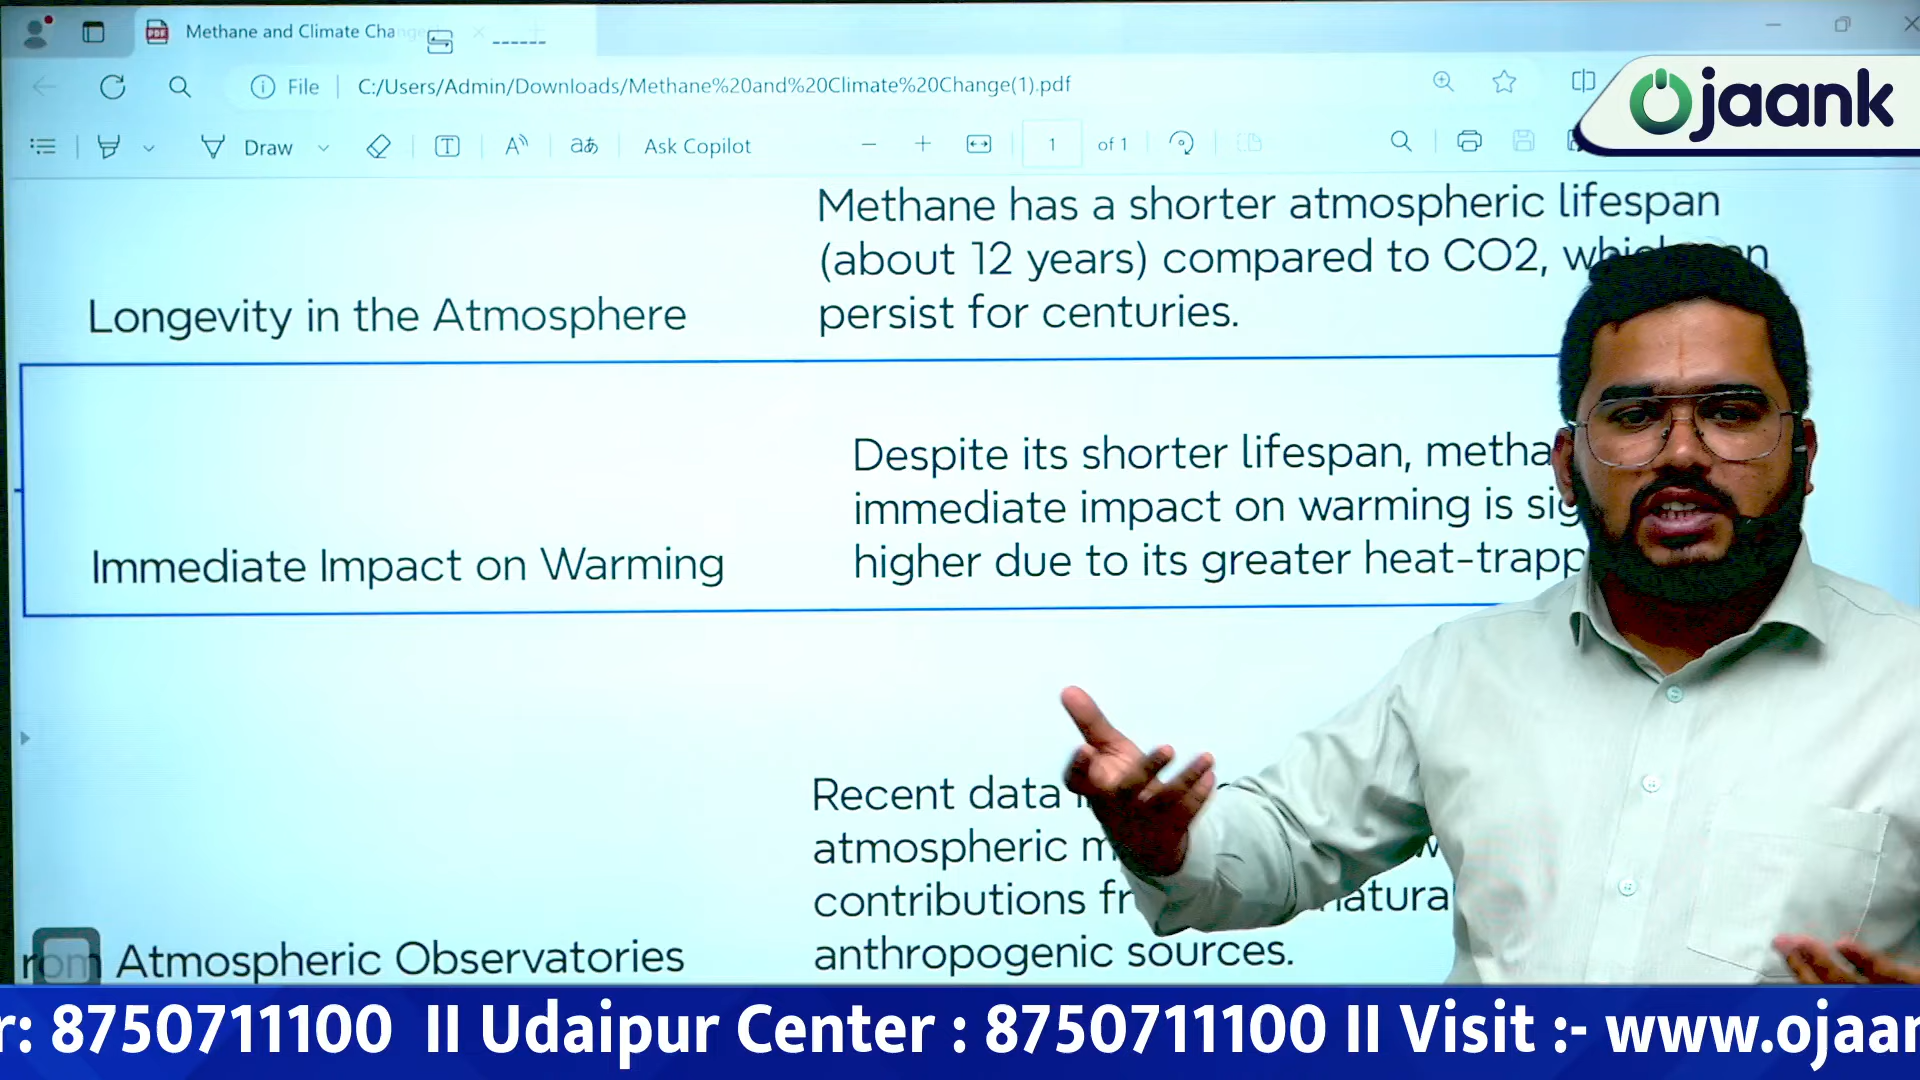 Methane and Climate Cha
File
C:/Users/Admin/Downloads/Methane%20and%20Climate%20Change(1).pdf
Ojaank
Draw
Ask Copilot
1
of 1
Methane has a shorter atmospheric lifespan
(about 12 years) compared to CO2,
persist for centuries.
Longevity in the Atmosphere
Despite its shorter lifespan,
immediate impact on warming is
higher due to its greater
Immediate Impact on Warming
Recent data
atmospheric
contributions
anthropogenic sources.
Atmospheric Observatories
r: 8750711100 II Udaipur Center : 8750711100 II Visit :- www.ojaan